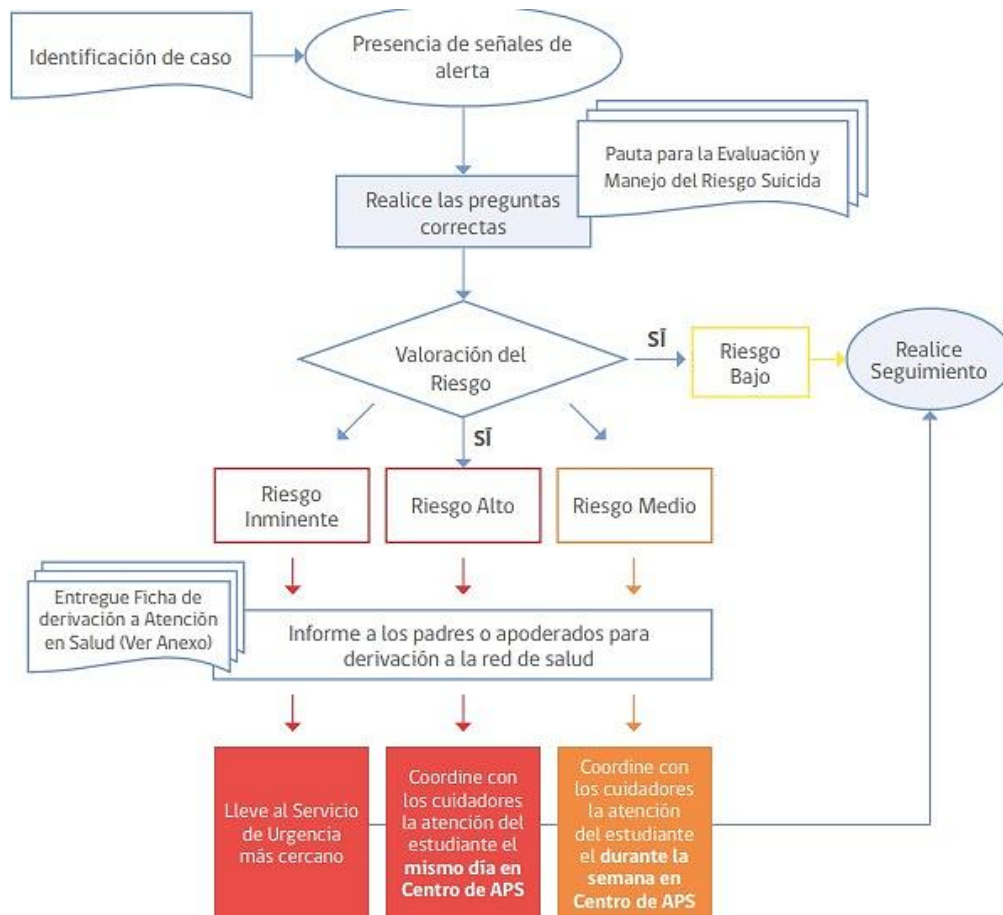 Identificación de caso
Presencia de señales de
alerta
Pauta para la Evaluación y
Manejo del Riesgo Suicida
Realice las preguntas
correctas
Valoración del
Riesgo
SÍ
Riesgo
Bajo
Realice
Seguimiento
SÍ
Riesgo
Inminente
Riesgo Alto
Riesgo Medio
Entregue Ficha de
derivación a Atención
en Salud (Ver Anexo)
Informe a los padres o apoderados para
derivación a la red de salud
Lleve al Servicio
de Urgencia
más cercano
Coordine con
los cuidadores
la atención del
estudiante el
mismo día en
Centro de APS
Coordine con
los cuidadores
la atención
del estudiante
el durante la
semana en
Centro de APS